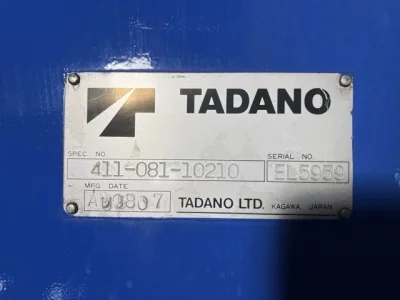 TADANO
SPEC. NO.
SERIAL NO.
411-081-10210
EL5959
MFG. DATE
TADANO LTD. KAGAWA, JAPAN